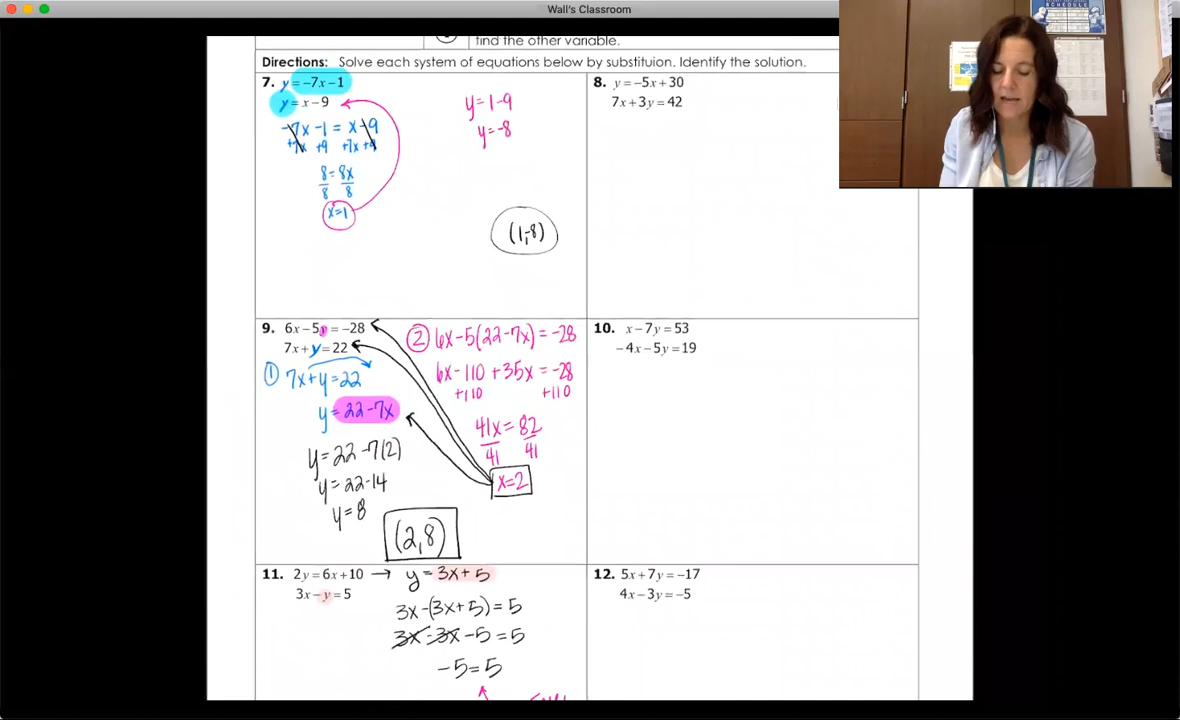 Wall's Classroom
SCHEDULE
find the other variable.
Directions: Solve each system of equations below by substituion. Identify the solution.
7. y = −7x − 1
y = x − 9
-7x -1 = x -9
+7x +9 +7x +9
8 = 8x
8 8
x=1
y=1-9
y=-8
(1,-8)
8. y = −5x + 30
7x + 3y = 42
9. 6x − 5y = −28
7x + y = 22
① 7x+y=22
y = 22-7x
y=22-7(2)
y=22-14
y=8
② 6x-5(22-7x)=-28
6x-110+35x=-28
+110 +110
41x=82
41 41
x=2
(2,8)
10. x − 7y = 53
−4x − 5y = 19
11. 2y = 6x + 10 → y = 3x+5
3x − y = 5
3x-(3x+5)=5
3x-3x-5=5
-5=5
12. 5x + 7y = −17
4x − 3y = −5